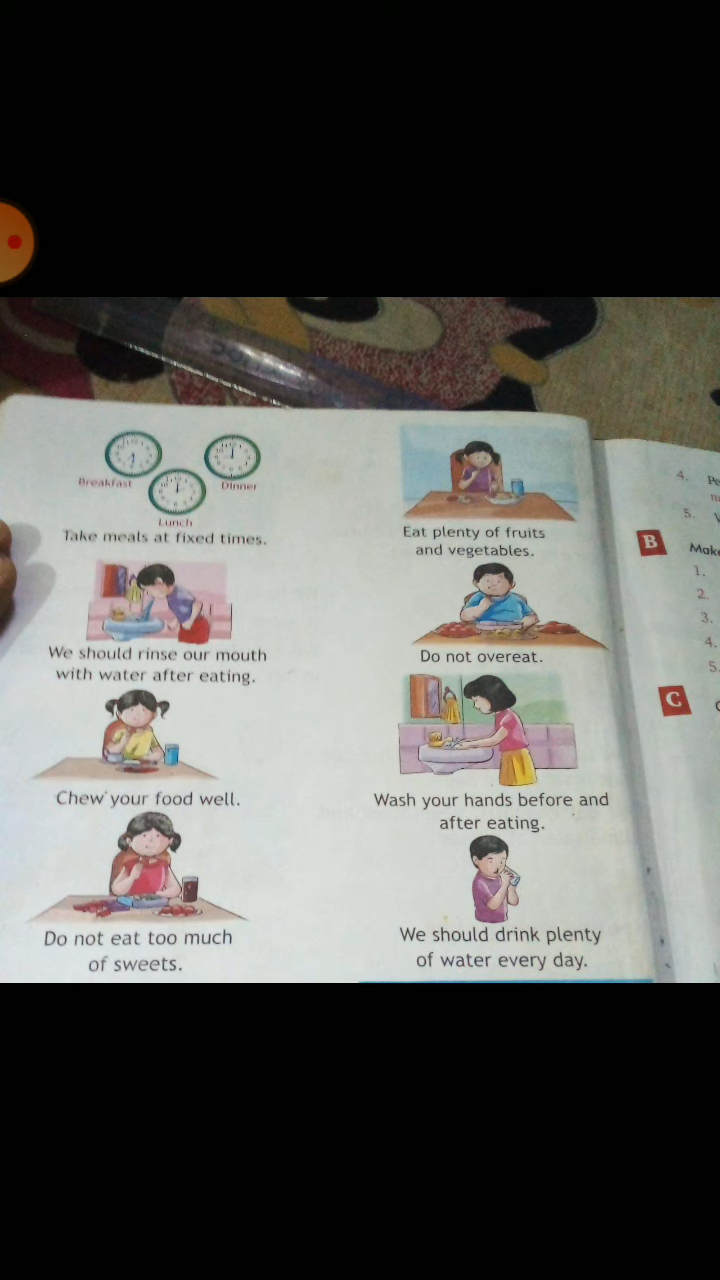 Breakfast
Dinner
Lunch
Take meals at fixed times.
Eat plenty of fruits
and vegetables.
We should rinse our mouth
with water after eating.
Do not overeat.
Chew your food well.
Wash your hands before and
after eating.
Do not eat too much
of sweets.
We should drink plenty
of water every day.
4.
5.
B
Make
1.
2.
3.
4.
5.
C